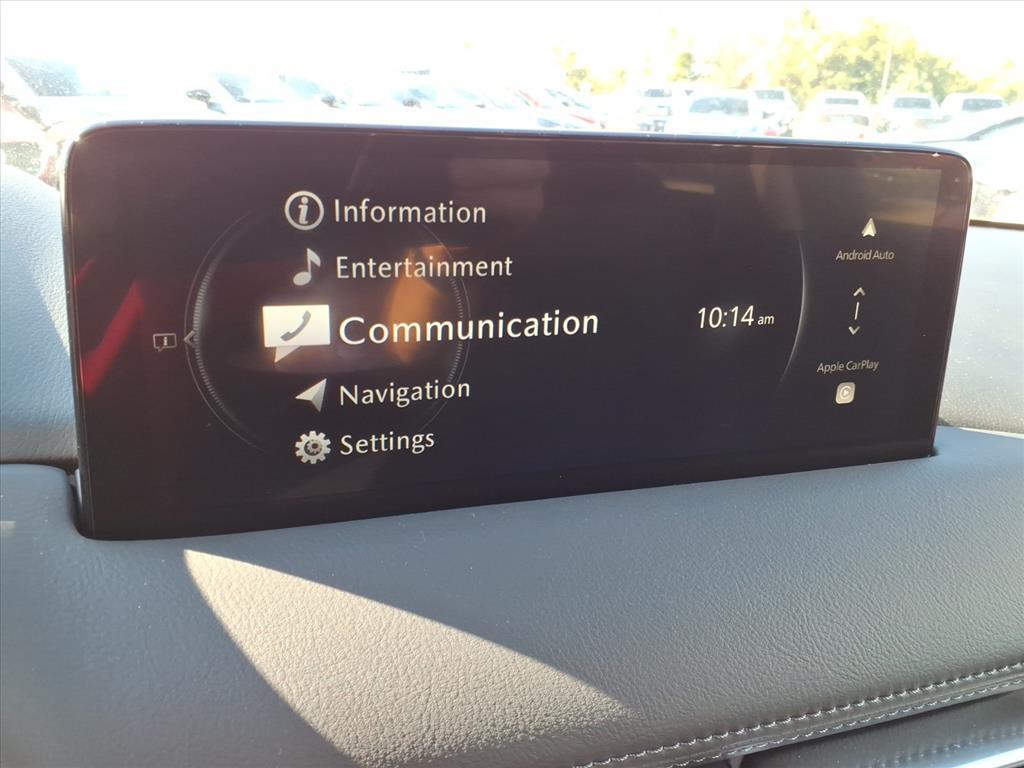 Information
Entertainment
Communication
10:14 am
Navigation
Settings
Android Auto
Apple CarPlay